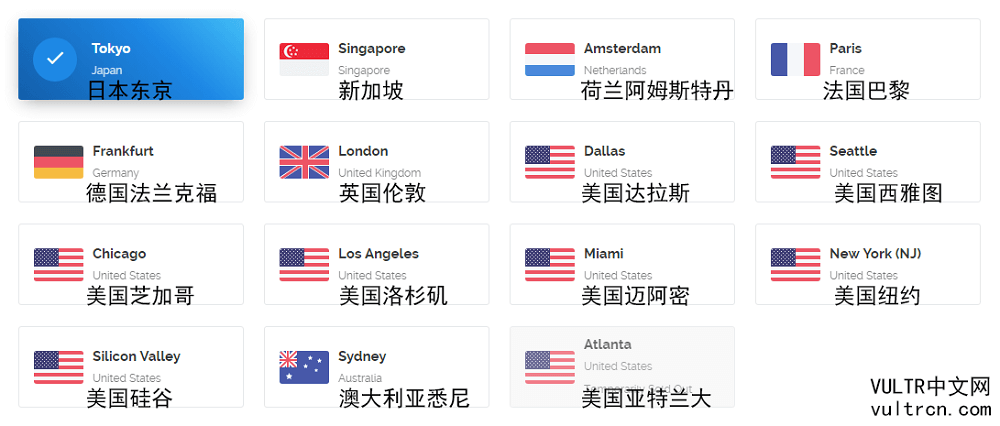 Tokyo
Japan
日本东京
Singapore
Singapore
新加坡
Amsterdam
Netherlands
荷兰阿姆斯特丹
Paris
France
法国巴黎
Frankfurt
Germany
德国法兰克福
London
United Kingdom
英国伦敦
Dallas
United States
美国达拉斯
Seattle
United States
美国西雅图
Chicago
United States
美国芝加哥
Los Angeles
United States
美国洛杉矶
Miami
United States
美国迈阿密
New York (NJ)
United States
美国纽约
Silicon Valley
United States
美国硅谷
Sydney
Australia
澳大利亚悉尼
Atlanta
United States
Temporarily Sold Out
美国亚特兰大
VULTR中文网
vultrcn.com